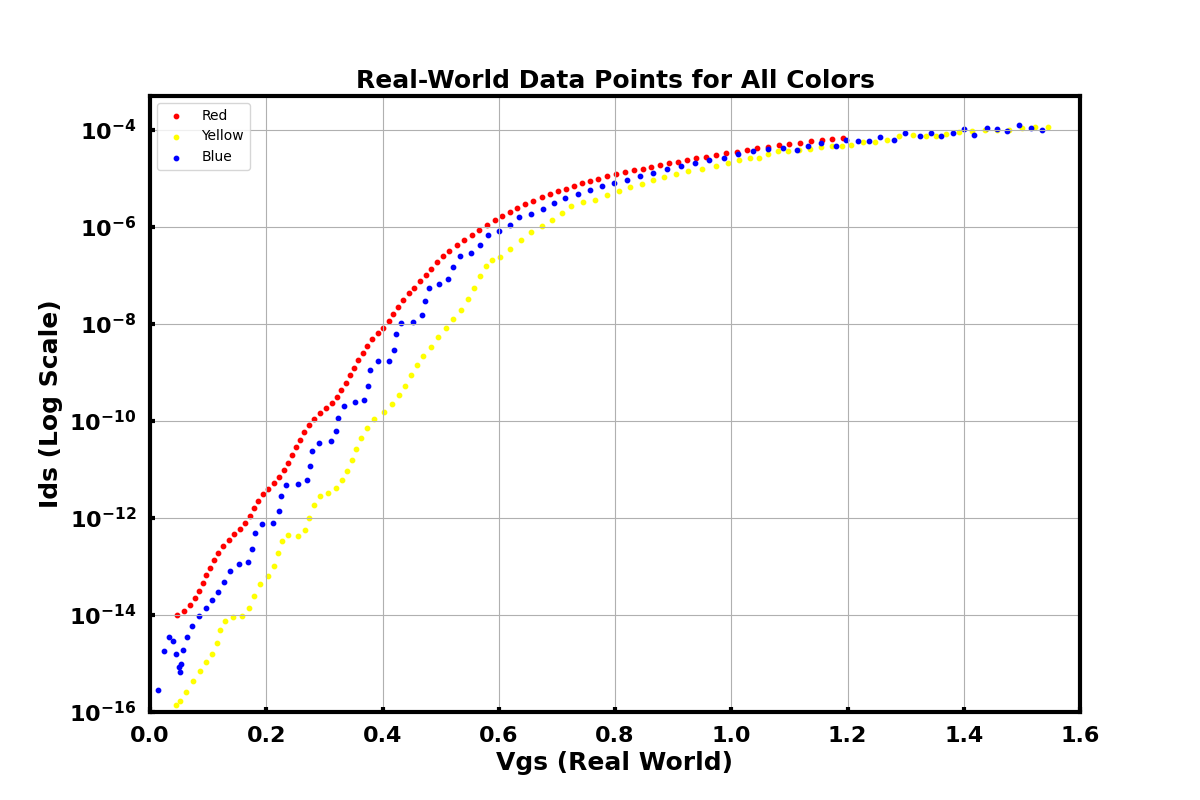 Real-World Data Points for All Colors
Red
Yellow
Blue
Ids (Log Scale)
10⁻⁴
10⁻⁶
10⁻⁸
10⁻¹⁰
10⁻¹²
10⁻¹⁴
10⁻¹⁶
0.0 0.2 0.4 0.6 0.8 1.0 1.2 1.4 1.6
Vgs (Real World)